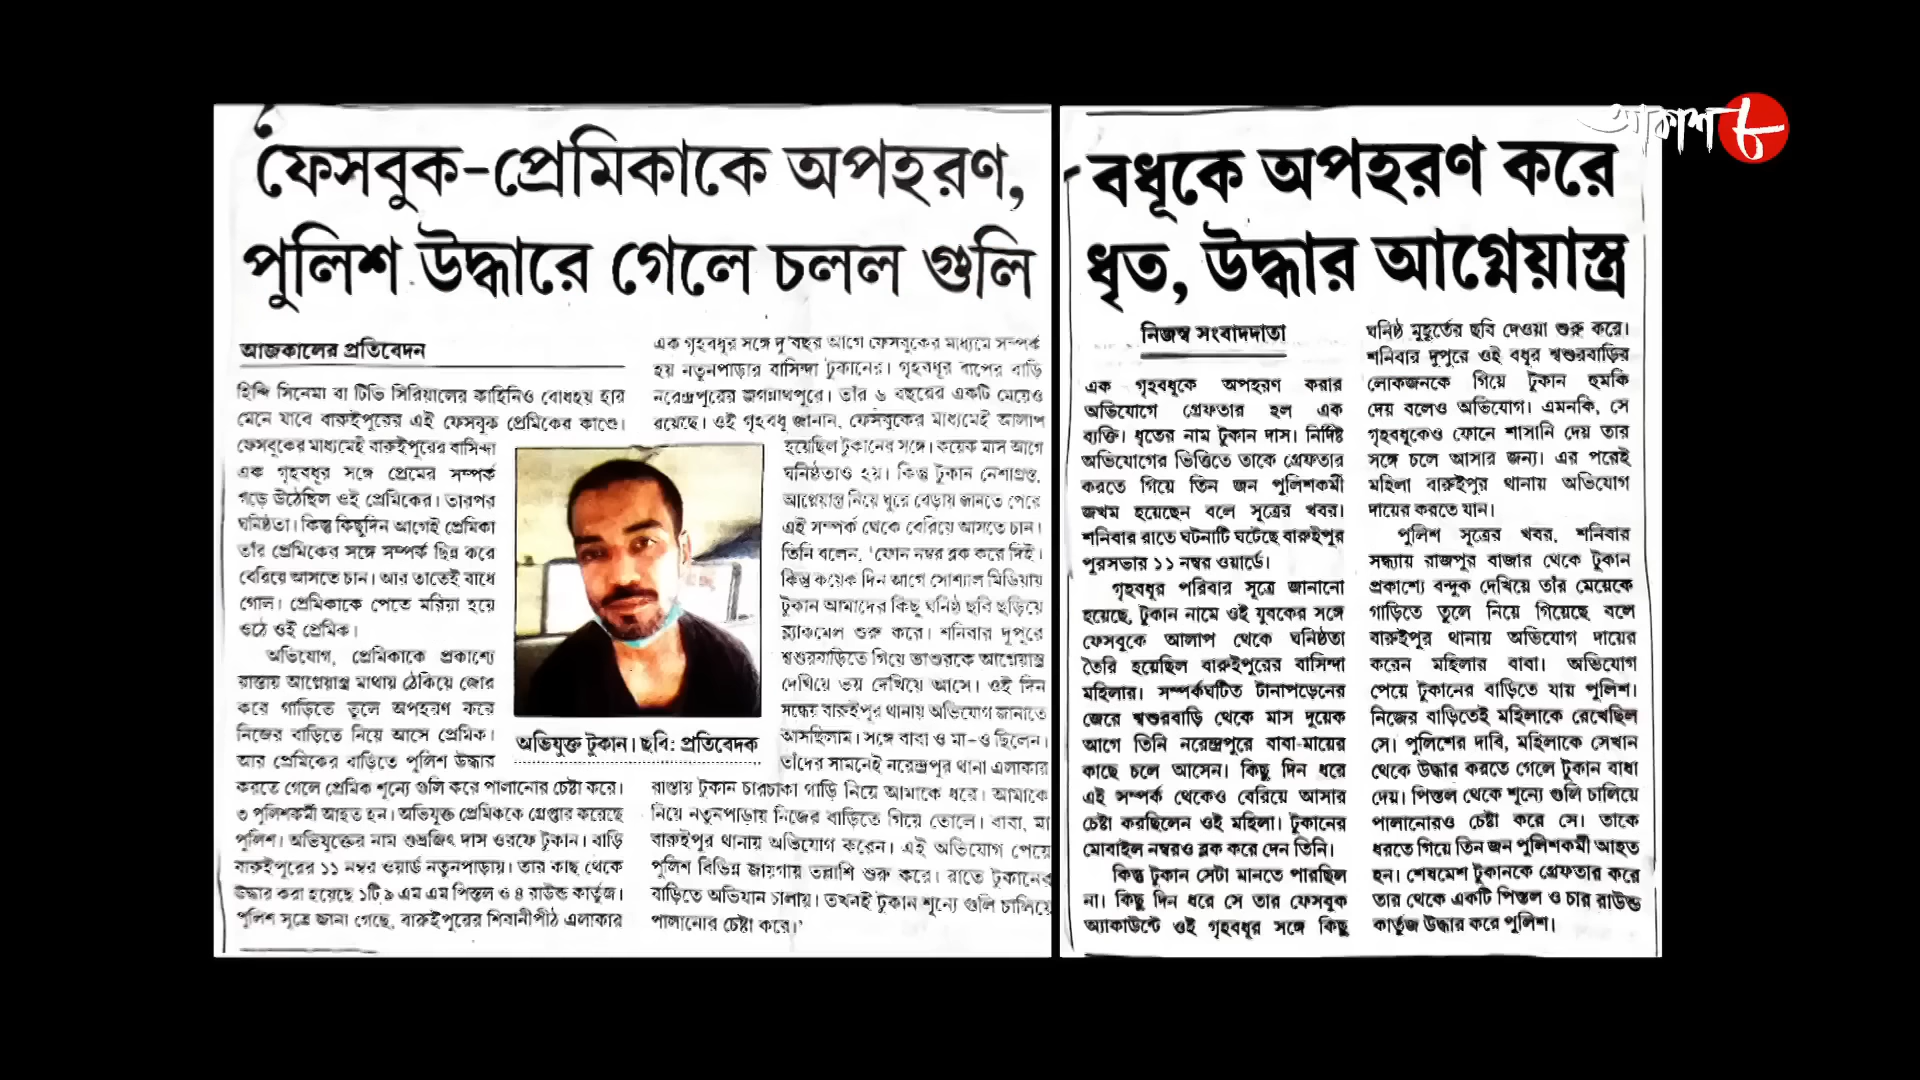 ফেসবুক-প্রেমিকাকে অপহরণ,
পুলিশ উদ্ধারে গেলে চলল গুলি
আজকালের প্রতিবেদন
হিন্দি সিনেমা বা টিভি সিরিয়ালের কাহিনিও বোধহয় হার
মেনে যাবে বারুইপুরের এই ফেসবুক প্রেমিকের কাণ্ডে।
ফেসবুকের মাধ্যমেই বারুইপুরের বাসিন্দা
এক গৃহবধূর সঙ্গে প্রেমের সম্পর্ক
গড়ে উঠেছিল ওই প্রেমিকের। তারপর
ঘনিষ্ঠতা। কিন্তু কিছুদিন আগেই প্রেমিকা
তাঁর প্রেমিকের সঙ্গে সম্পর্ক ছিন্ন করে
বেরিয়ে আসতে চান। আর তাতেই বাধে
গোল। প্রেমিকাকে পেতে মরিয়া হয়ে
ওঠে ওই প্রেমিক।
অভিযোগ, প্রেমিকাকে প্রকাশ্যে
রাস্তায় আগ্নেয়াস্ত্র মাথায় ঠেকিয়ে জোর
করে গাড়িতে তুলে অপহরণ করে
নিজের বাড়িতে নিয়ে আসে প্রেমিক।
আর প্রেমিকের বাড়িতে পুলিশ উদ্ধার
করতে গেলে প্রেমিক শূন্যে গুলি করে পালানোর চেষ্টা করে।
৩ পুলিশকর্মী আহত হন। অভিযুক্ত প্রেমিককে গ্রেপ্তার করেছে
পুলিশ। অভিযুক্তের নাম শুভ্রজিৎ দাস ওরফে টুকান। বাড়ি
বারুইপুরের ১১ নম্বর ওয়ার্ড নতুনপাড়ায়। তার কাছ থেকে
উদ্ধার করা হয়েছে ১টি ৯ এম এম পিস্তল ও ৪ রাউন্ড কার্তুজ।
পুলিশ সূত্রে জানা গেছে, বারুইপুরের শিবানীপীঠ এলাকার
অভিযুক্ত টুকান। ছবি: প্রতিবেদক
এক গৃহবধূর সঙ্গে দু'বছর আগে ফেসবুকের মাধ্যমে সম্পর্ক
হয় নতুনপাড়ার বাসিন্দা টুকানের। গৃহবধূর বাপের বাড়ি
নরেন্দ্রপুরের জগন্নাথপুরে। তাঁর ৬ বছরের একটি মেয়েও
রয়েছে। ওই গৃহবধূ জানান, ফেসবুকের মাধ্যমেই আলাপ
হয়েছিল টুকানের সঙ্গে। কয়েক মাস আগে
ঘনিষ্ঠতাও হয়। কিন্তু টুকান নেশাগ্রস্ত,
আগ্নেয়াস্ত্র নিয়ে ঘুরে বেড়ায় জানতে পেরে
এই সম্পর্ক থেকে বেরিয়ে আসতে চান।
তিনি বলেন, 'ফোন নম্বর ব্লক করে দিই।
কিন্তু কয়েক দিন আগে সোশ্যাল মিডিয়ায়
টুকান আমাদের কিছু ঘনিষ্ঠ ছবি ছড়িয়ে
ব্ল্যাকমেল শুরু করে। শনিবার দুপুরে
শ্বশুরবাড়িতে গিয়ে ভাশুরকে আগ্নেয়াস্ত্র
দেখিয়ে ভয় দেখিয়ে আসে। ওই দিন
সন্ধেয় বারুইপুর থানায় অভিযোগ জানাতে
আসছিলাম। সঙ্গে বাবা ও মা-ও ছিলেন।
তাঁদের সামনেই নরেন্দ্রপুর থানা এলাকার
রাস্তায় টুকান চারচাকা গাড়ি নিয়ে আমাকে ধরে। আমাকে
নিয়ে নতুনপাড়ায় নিজের বাড়িতে গিয়ে তোলে। বাবা, মা
বারুইপুর থানায় অভিযোগ করেন। এই অভিযোগ পেয়ে
পুলিশ বিভিন্ন জায়গায় তল্লাশি শুরু করে। রাতে টুকানের
বাড়িতে অভিযান চালায়। তখনই টুকান শূন্যে গুলি চালিয়ে
পালানোর চেষ্টা করে।'
বধূকে অপহরণ করে
ধৃত, উদ্ধার আগ্নেয়াস্ত্র
নিজস্ব সংবাদদাতা
এক গৃহবধূকে অপহরণ করার
অভিযোগে গ্রেফতার হল এক
ব্যক্তি। ধৃতের নাম টুকান দাস। নির্দিষ্ট
অভিযোগের ভিত্তিতে তাকে গ্রেফতার
করতে গিয়ে তিন জন পুলিশকর্মী
জখম হয়েছেন বলে সূত্রের খবর।
শনিবার রাতে ঘটনাটি ঘটেছে বারুইপুর
পুরসভার ১১ নম্বর ওয়ার্ডে।
গৃহবধূর পরিবার সূত্রে জানানো
হয়েছে, টুকান নামে ওই যুবকের সঙ্গে
ফেসবুকে আলাপ থেকে ঘনিষ্ঠতা
তৈরি হয়েছিল বারুইপুরের বাসিন্দা
মহিলার। সম্পর্কঘটিত টানাপড়েনের
জেরে শ্বশুরবাড়ি থেকে মাস দুয়েক
আগে তিনি নরেন্দ্রপুরে বাবা-মায়ের
কাছে চলে আসেন। কিছু দিন ধরে
এই সম্পর্ক থেকেও বেরিয়ে আসার
চেষ্টা করছিলেন ওই মহিলা। টুকানের
মোবাইল নম্বরও ব্লক করে দেন তিনি।
কিন্তু টুকান সেটা মানতে পারছিল
না। কিছু দিন ধরে সে তার ফেসবুক
অ্যাকাউন্টে ওই গৃহবধূর সঙ্গে কিছু
ঘনিষ্ঠ মুহূর্তের ছবি দেওয়া শুরু করে।
শনিবার দুপুরে ওই বধূর শ্বশুরবাড়ির
লোকজনকে গিয়ে টুকান হুমকি
দেয় বলেও অভিযোগ। এমনকি, সে
গৃহবধূকেও ফোনে শাসানি দেয় তার
সঙ্গে চলে আসার জন্য। এর পরেই
মহিলা বারুইপুর থানায় অভিযোগ
দায়ের করতে যান।
পুলিশ সূত্রের খবর, শনিবার
সন্ধ্যায় রাজপুর বাজার থেকে টুকান
প্রকাশ্যে বন্দুক দেখিয়ে তাঁর মেয়েকে
গাড়িতে তুলে নিয়ে গিয়েছে বলে
বারুইপুর থানায় অভিযোগ দায়ের
করেন মহিলার বাবা। অভিযোগ
পেয়ে টুকানের বাড়িতে যায় পুলিশ।
নিজের বাড়িতেই মহিলাকে রেখেছিল
সে। পুলিশের দাবি, মহিলাকে সেখান
থেকে উদ্ধার করতে গেলে টুকান বাধা
দেয়। পিস্তল থেকে শূন্যে গুলি চালিয়ে
পালানোরও চেষ্টা করে সে। তাকে
ধরতে গিয়ে তিন জন পুলিশকর্মী আহত
হন। শেষমেশ টুকানকে গ্রেফতার করে
তার থেকে একটি পিস্তল ও চার রাউন্ড
কার্তুজ উদ্ধার করে পুলিশ।
আকাশ ৮